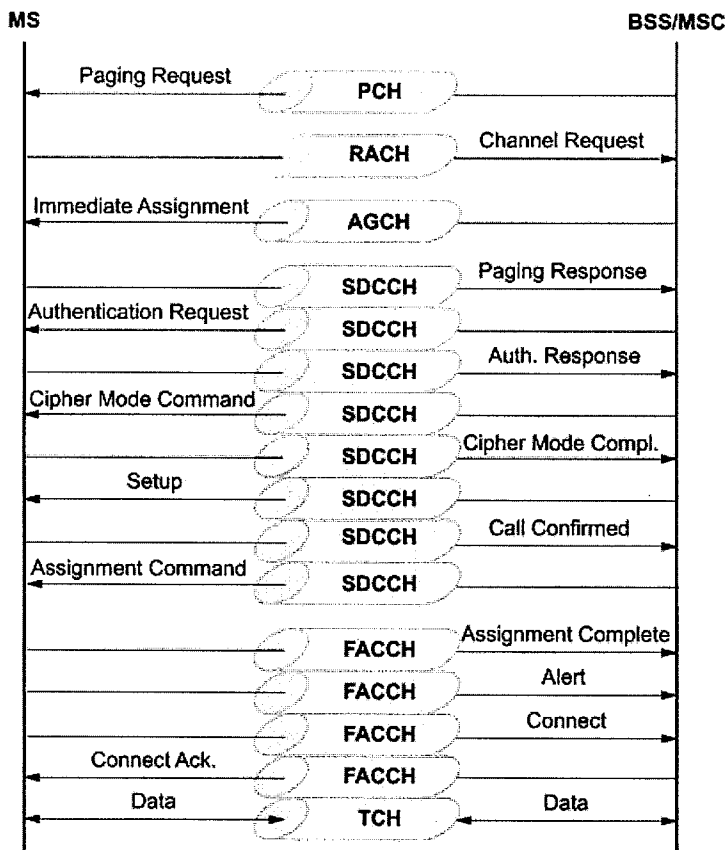 MS BSS/MSC
Paging Request PCH
RACH Channel Request
Immediate Assignment AGCH
SDCCH Paging Response
Authentication Request SDCCH
SDCCH Auth. Response
Cipher Mode Command SDCCH
SDCCH Cipher Mode Compl.
Setup SDCCH
SDCCH Call Confirmed
Assignment Command SDCCH
FACCH Assignment Complete
FACCH Alert
FACCH Connect
Connect Ack. FACCH
Data TCH Data